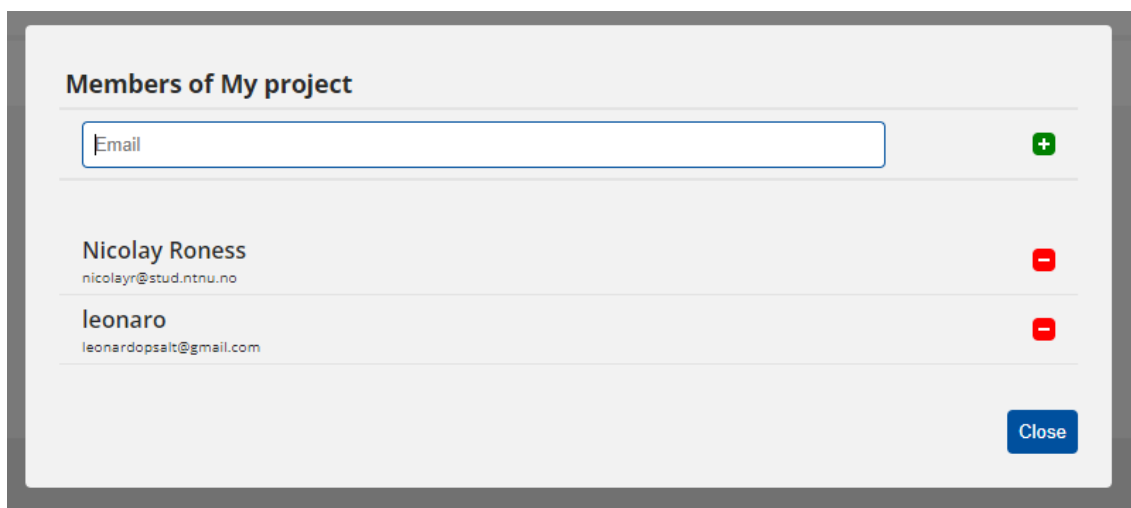 Members of My project
Email
Nicolay Roness
nicolayr@stud.ntnu.no
leonaro
leonardopsalt@gmail.com
Close